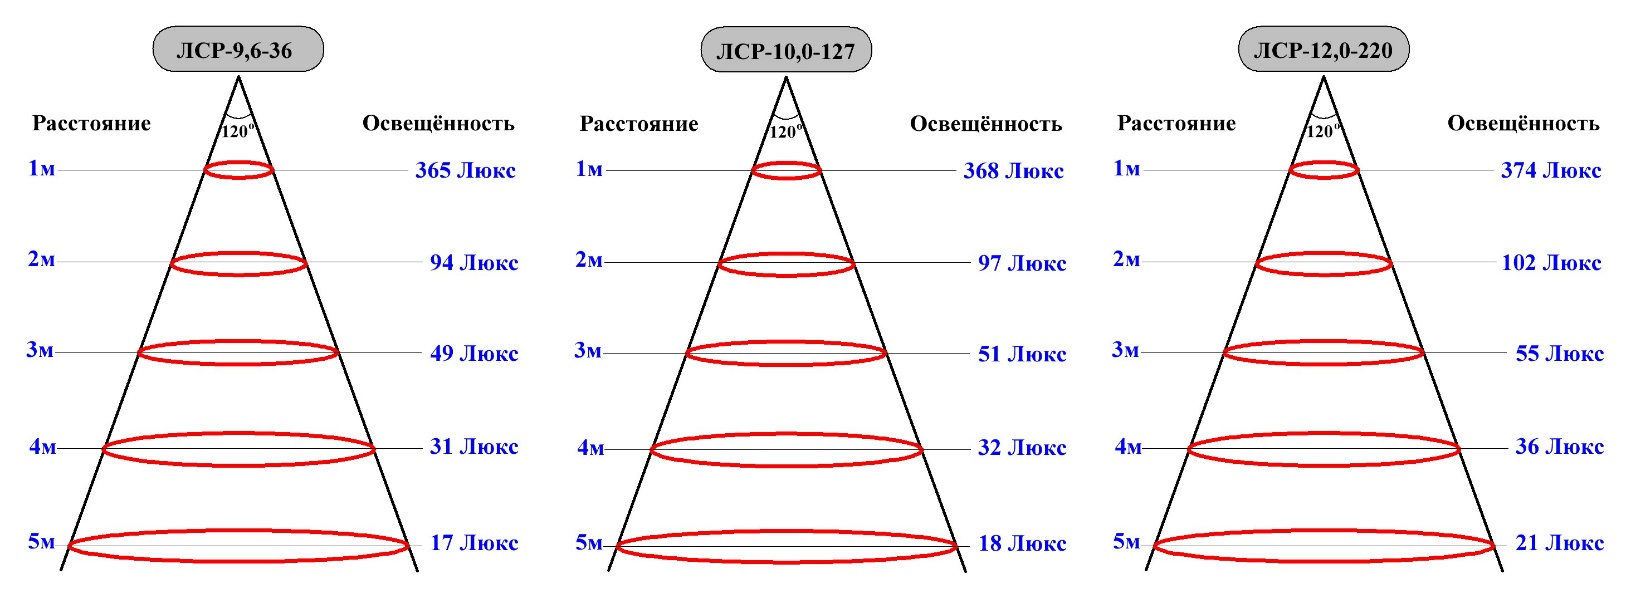 ЛСР-9,6-36
120°
Расстояние Освещённость
1м 365 Люкс
2м 94 Люкс
3м 49 Люкс
4м 31 Люкс
5м 17 Люкс
ЛСР-10,0-127
120°
Расстояние Освещённость
1м 368 Люкс
2м 97 Люкс
3м 51 Люкс
4м 32 Люкс
5м 18 Люкс
ЛСР-12,0-220
120°
Расстояние Освещённость
1м 374 Люкс
2м 102 Люкс
3м 55 Люкс
4м 36 Люкс
5м 21 Люкс